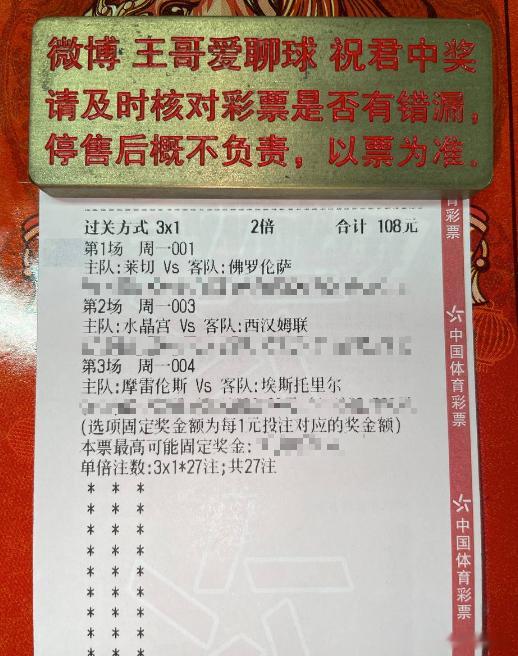 微博 王哥爱聊球 祝君中奖
请及时核对彩票是否有错漏，
停售后概不负责，以票为准.
过关方式 3x1 2倍 合计 108元
第1场 周一001
主队:莱切 Vs 客队:佛罗伦萨
第2场 周一003
主队:水晶宫 Vs 客队:西汉姆联
第3场 周一004
主队:摩雷伦斯 Vs 客队:埃斯托里尔
(选项固定奖金额为每1元投注对应的奖金额)
本票最高可能固定奖金:
单倍注数:3x1*27注;共27注
* * *
* * *
* * *
* * *
* * *
* * *
* * *
* * *
* * *
育彩票
中国体育彩票
中国体育彩票